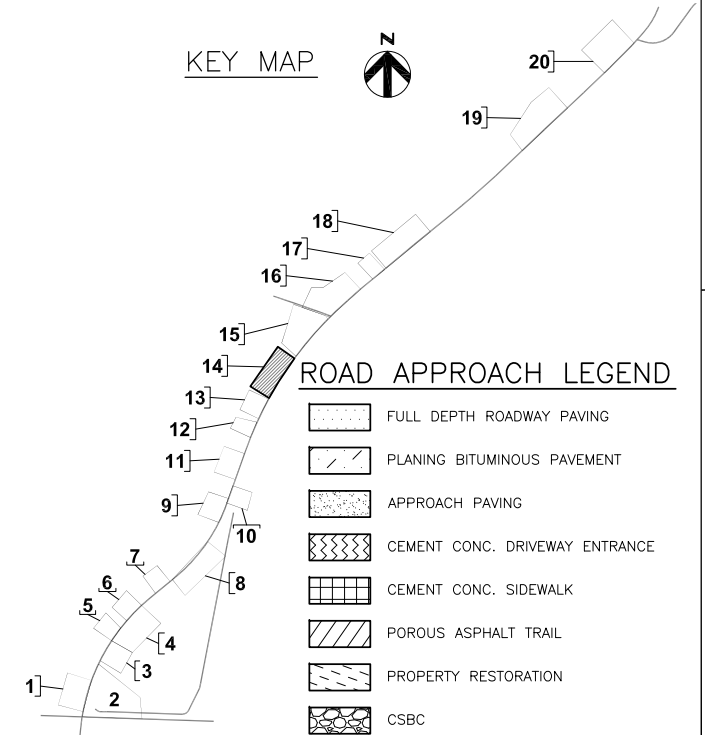 KEY MAP
N
20
19
18
17
16
15
14
13
12
11
9
10
8
7
6
5
4
3
1
2
ROAD APPROACH LEGEND
FULL DEPTH ROADWAY PAVING
PLANING BITUMINOUS PAVEMENT
APPROACH PAVING
CEMENT CONC. DRIVEWAY ENTRANCE
CEMENT CONC. SIDEWALK
POROUS ASPHALT TRAIL
PROPERTY RESTORATION
CSBC